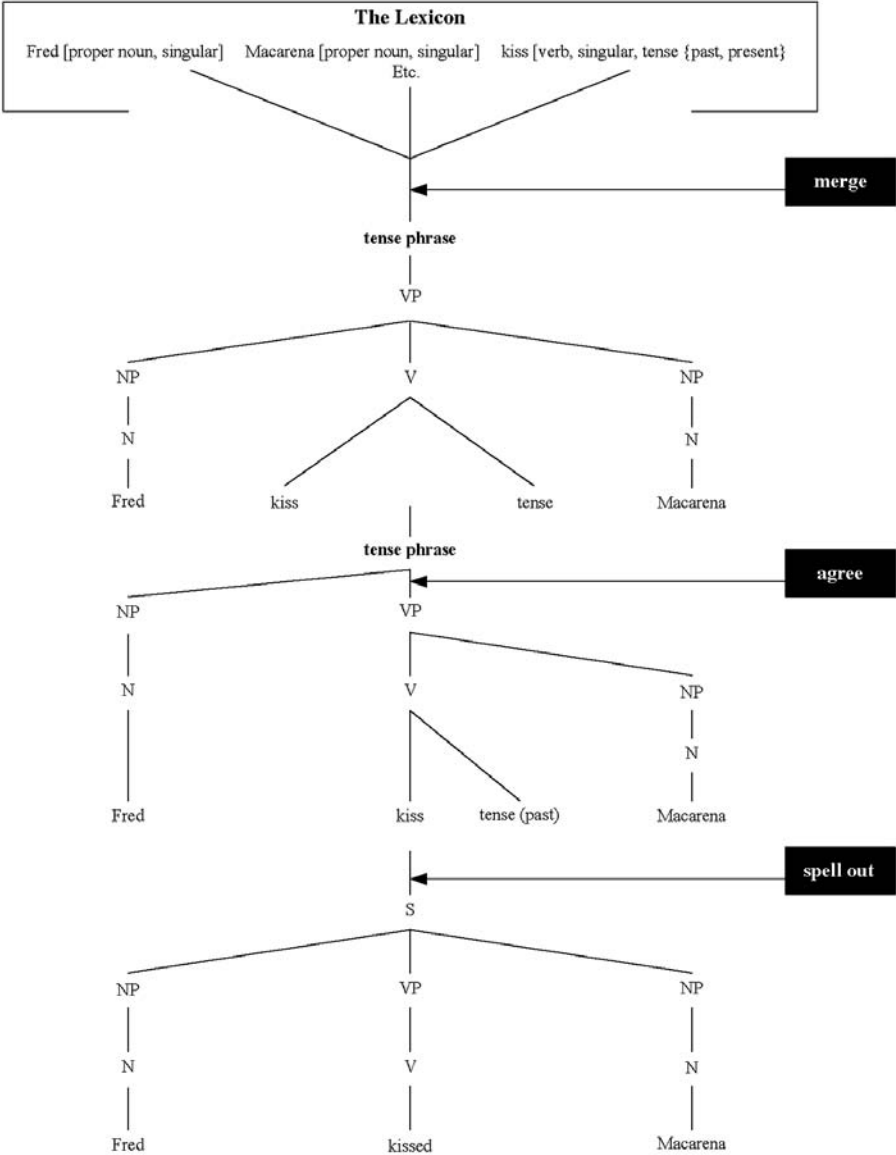 The Lexicon
Fred [proper noun, singular] Macarena [proper noun, singular] kiss [verb, singular, tense {past, present}
Etc.
merge
tense phrase
VP
NP V NP
N N
Fred kiss tense Macarena
tense phrase
agree
NP VP
N V NP
N
Fred kiss tense (past) Macarena
spell out
S
NP VP NP
N V N
Fred kissed Macarena